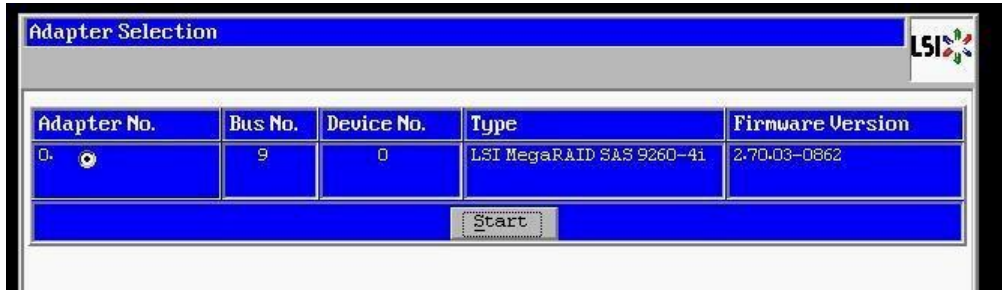 Adapter Selection
LSI
Adapter No. Bus No. Device No. Type Firmware Version
0. 9 0 LSI MegaRAID SAS 9260-4i 2.70.03-0862
Start